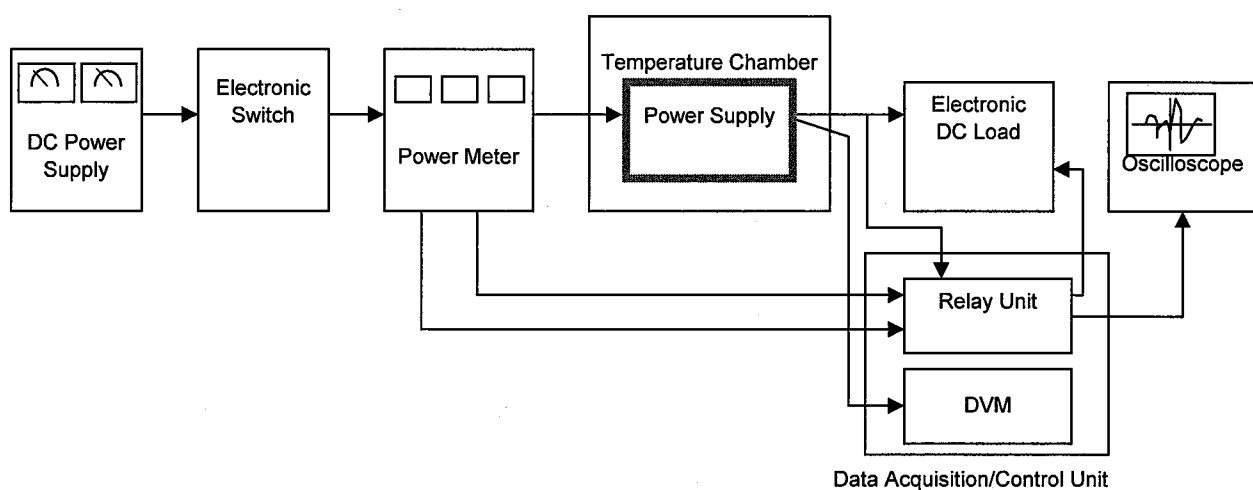 DC Power
Supply
Electronic
Switch
Power Meter
Temperature Chamber
Power Supply
Electronic
DC Load
Oscilloscope
Relay Unit
DVM
Data Acquisition/Control Unit